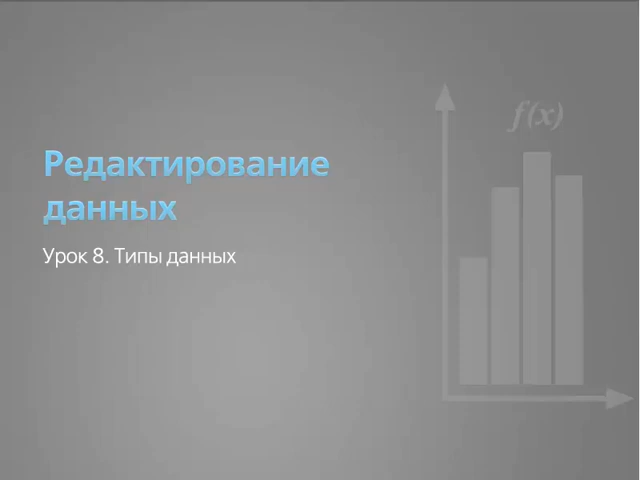 Редактирование
данных
Урок 8. Типы данных
f(x)